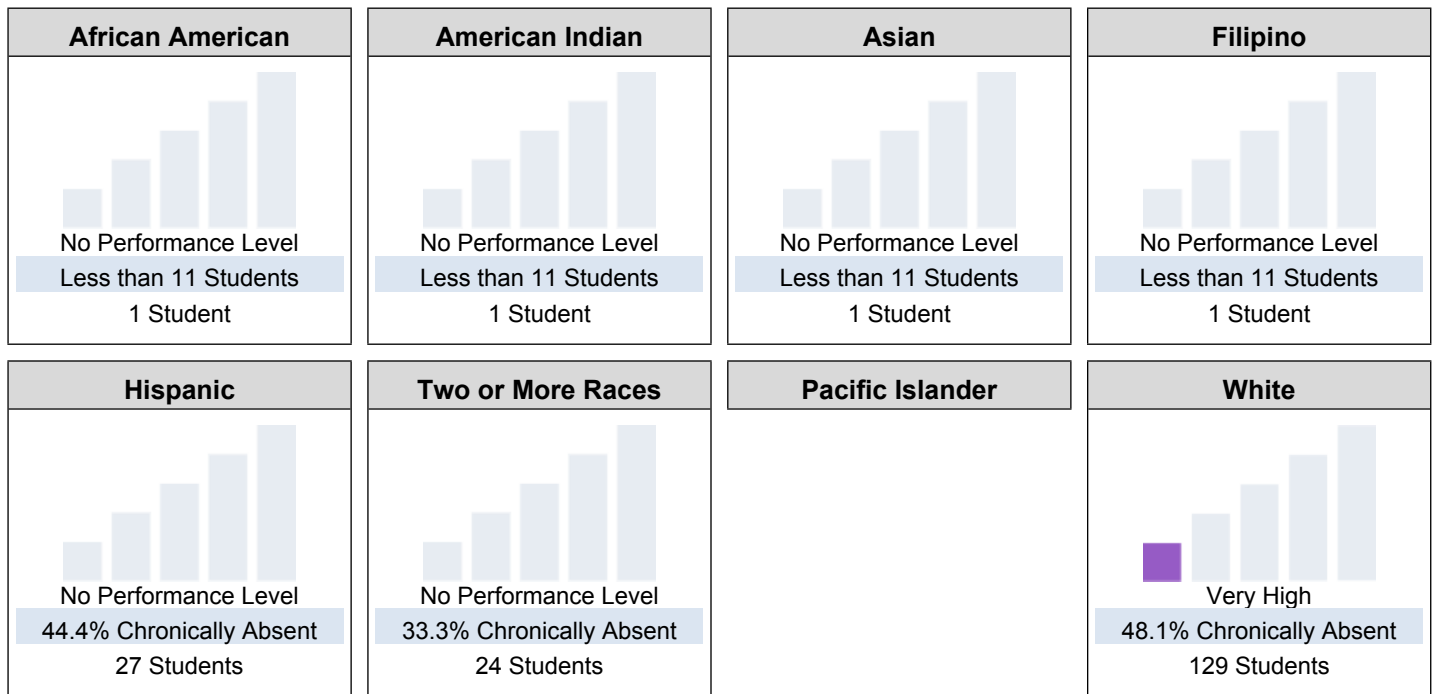 African American
No Performance Level
Less than 11 Students
1 Student
American Indian
No Performance Level
Less than 11 Students
1 Student
Asian
No Performance Level
Less than 11 Students
1 Student
Filipino
No Performance Level
Less than 11 Students
1 Student
Hispanic
No Performance Level
44.4% Chronically Absent
27 Students
Two or More Races
No Performance Level
33.3% Chronically Absent
24 Students
Pacific Islander
White
Very High
48.1% Chronically Absent
129 Students